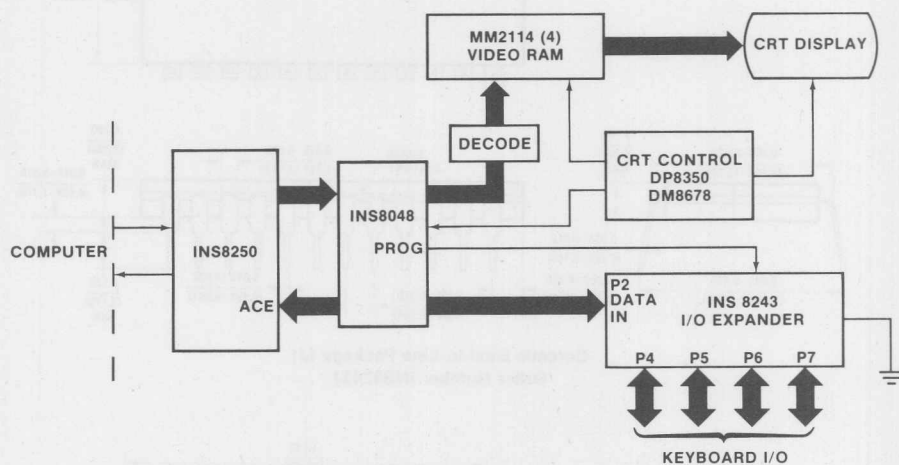 MM2114 (4)
VIDEO RAM
CRT DISPLAY
DECODE
CRT CONTROL
DP8350
DM8678
INS8048
PROG
COMPUTER
INS8250
ACE
P2
DATA
IN
INS 8243
I/O EXPANDER
P4 P5 P6 P7
KEYBOARD I/O